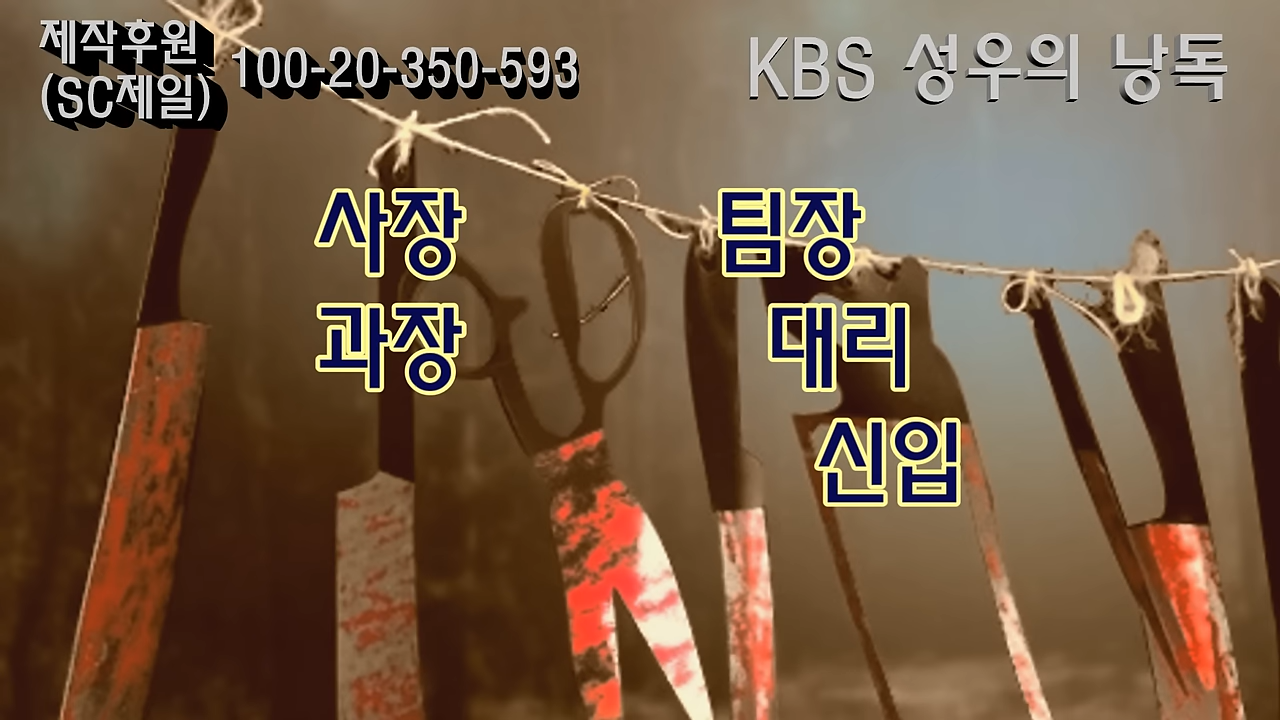 제작후원
(SC제일)
100-20-350-593
KBS 성우의 낭독
사장 팀장
과장 대리
신입